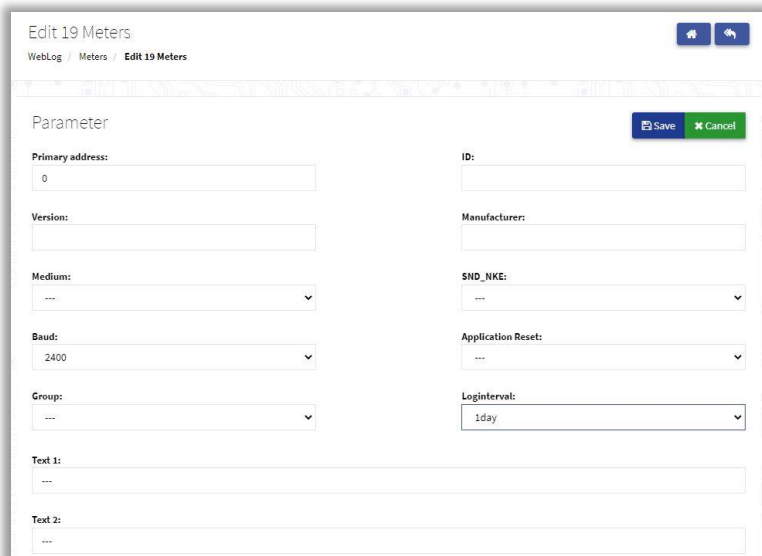 Edit 19 Meters
WebLog / Meters / Edit 19 Meters
Parameter
Save Cancel
Primary address: ID:
0
Version: Manufacturer:
Medium: SND_NKE:
--- ---
Baud: Application Reset:
2400 ---
Group: Loginterval:
--- 1day
Text 1:
---
Text 2:
---